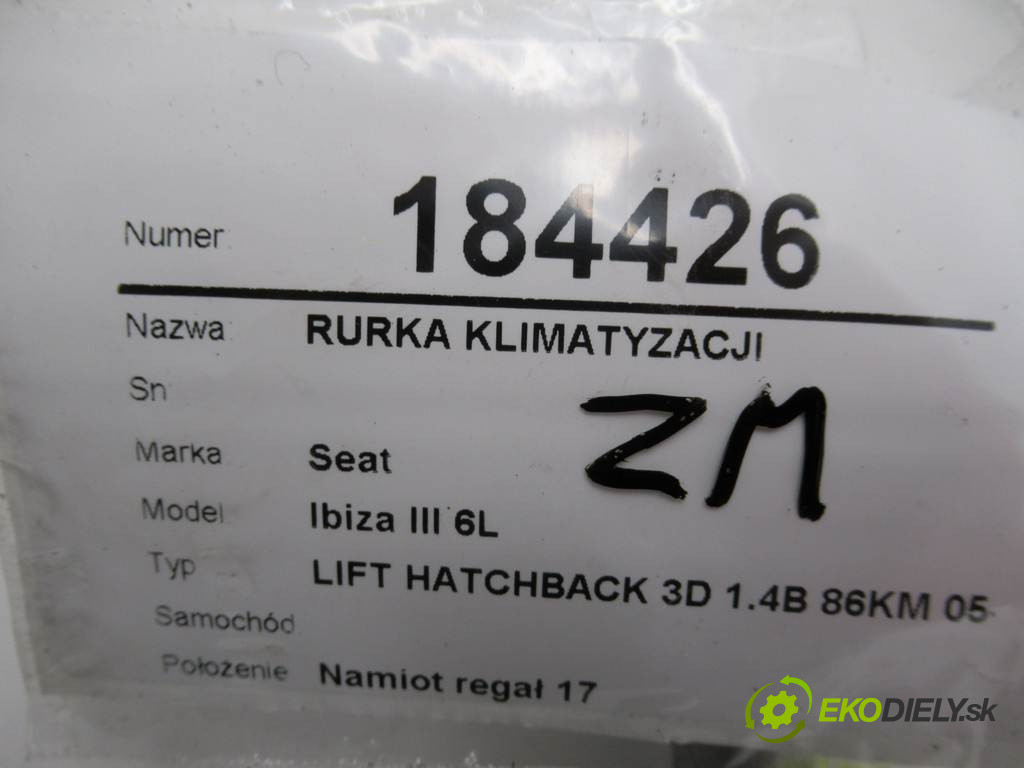 Numer 184426
Nazwa RURKA KLIMATYZACJI
Sn
ZM
Marka Seat
Model Ibiza III 6L
Typ LIFT HATCHBACK 3D 1.4B 86KM 05-
Samochód
Położenie Namiot regał 17
EKODIELY.sk